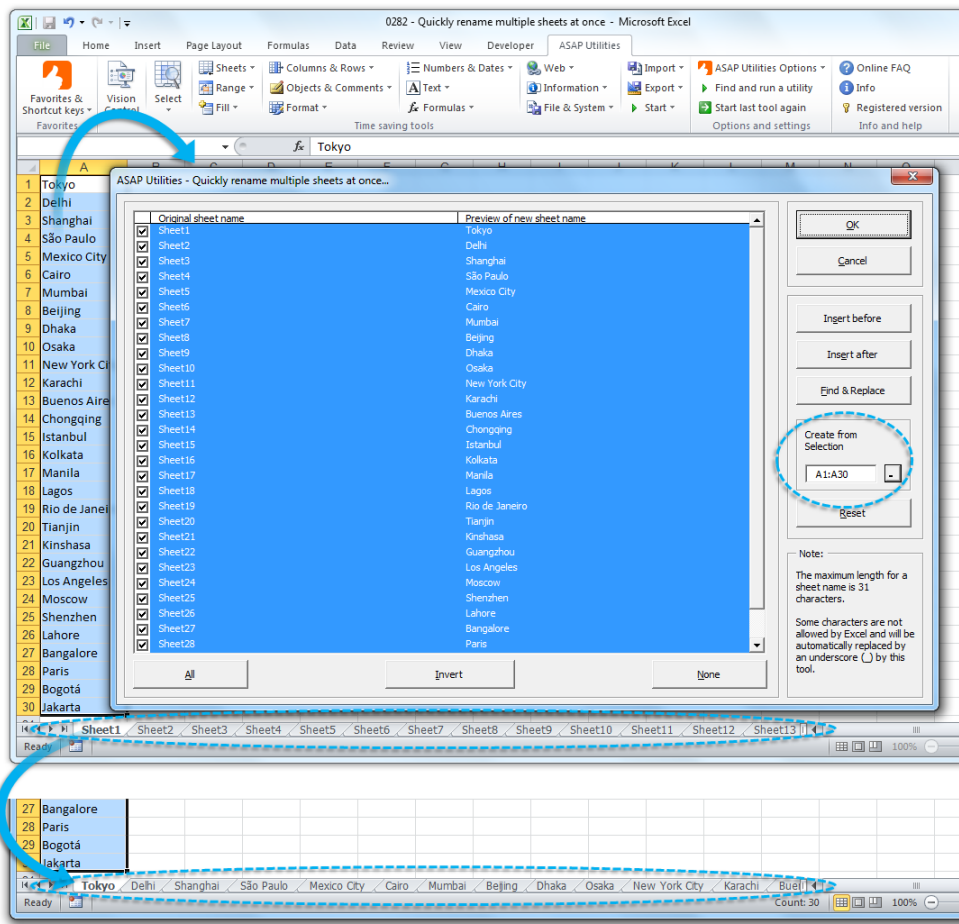 0282 - Quickly rename multiple sheets at once - Microsoft Excel
File Home Insert Page Layout Formulas Data Review View Developer ASAP Utilities
Sheets Columns & Rows Numbers & Dates Web Import ASAP Utilities Options Online FAQ
Favorites & Shortcut keys Vision Control Select Range Objects & Comments Text Information Export Find and run a utility Info
Fill Format Formulas File & System Start Start last tool again Registered version
Favorites Time saving tools Options and settings Info and help
fx Tokyo
A B C D E F G H I J K L M N O
1 Tokyo
2 Delhi
3 Shanghai
4 São Paulo
5 Mexico City
6 Cairo
7 Mumbai
8 Beijing
9 Dhaka
10 Osaka
11 New York Ci
12 Karachi
13 Buenos Aire
14 Chongqing
15 Istanbul
16 Kolkata
17 Manila
18 Lagos
19 Rio de Janei
20 Tianjin
21 Kinshasa
22 Guangzhou
23 Los Angeles
24 Moscow
25 Shenzhen
26 Lahore
27 Bangalore
28 Paris
29 Bogotá
30 Jakarta
ASAP Utilities - Quickly rename multiple sheets at once...
Original sheet name Preview of new sheet name
Sheet1 Tokyo
Sheet2 Delhi
Sheet3 Shanghai
Sheet4 São Paulo
Sheet5 Mexico City
Sheet6 Cairo
Sheet7 Mumbai
Sheet8 Beijing
Sheet9 Dhaka
Sheet10 Osaka
Sheet11 New York City
Sheet12 Karachi
Sheet13 Buenos Aires
Sheet14 Chongqing
Sheet15 Istanbul
Sheet16 Kolkata
Sheet17 Manila
Sheet18 Lagos
Sheet19 Rio de Janeiro
Sheet20 Tianjin
Sheet21 Kinshasa
Sheet22 Guangzhou
Sheet23 Los Angeles
Sheet24 Moscow
Sheet25 Shenzhen
Sheet26 Lahore
Sheet27 Bangalore
Sheet28 Paris
All Invert None
OK
Cancel
Insert before
Insert after
Find & Replace
Create from
Selection
A1:A30
Reset
Note:
The maximum length for a
sheet name is 31
characters.
Some characters are not
allowed by Excel and will be
automatically replaced by
an underscore (_) by this
tool.
Sheet1 Sheet2 Sheet3 Sheet4 Sheet5 Sheet6 Sheet7 Sheet8 Sheet9 Sheet10 Sheet11 Sheet12 Sheet13
Ready 100%
27 Bangalore
28 Paris
29 Bogotá
Jakarta
Tokyo Delhi Shanghai São Paulo Mexico City Cairo Mumbai Beijing Dhaka Osaka New York City Karachi Buel
Ready Count: 30 100%